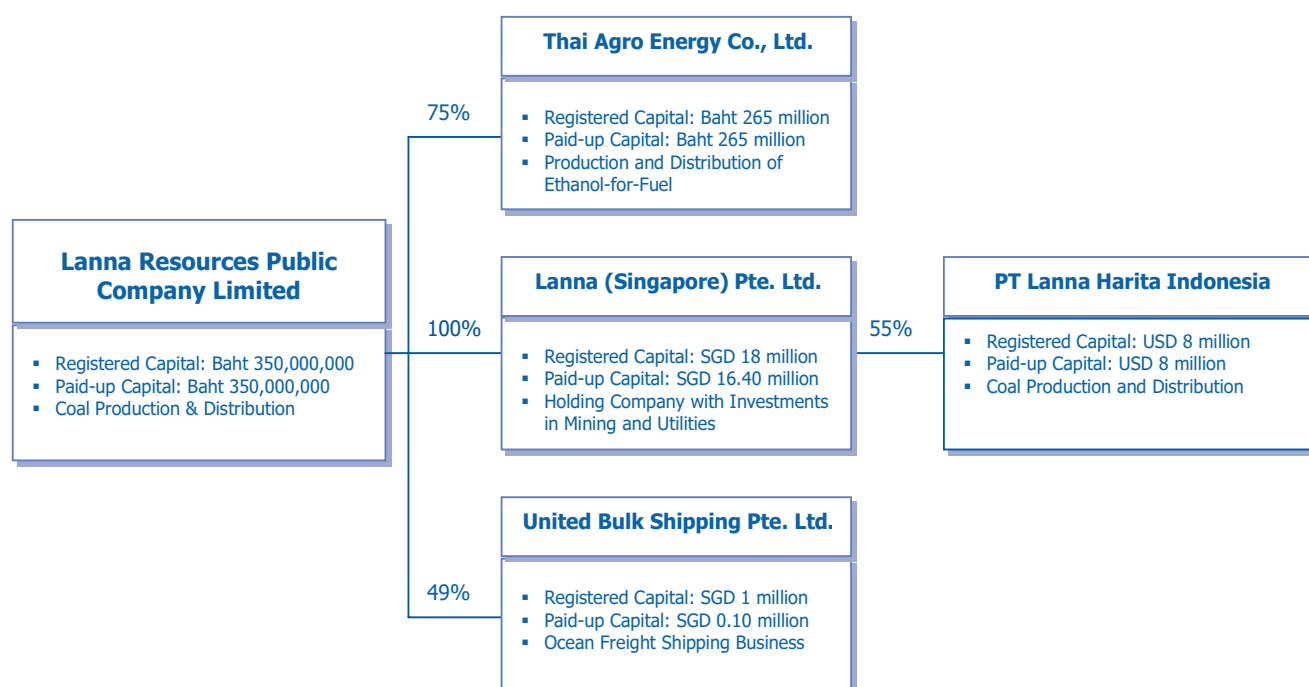 Thai Agro Energy Co., Ltd.
75%
▪ Registered Capital: Baht 265 million
▪ Paid-up Capital: Baht 265 million
▪ Production and Distribution of
Ethanol-for-Fuel
Lanna Resources Public
Company Limited
▪ Registered Capital: Baht 350,000,000
▪ Paid-up Capital: Baht 350,000,000
▪ Coal Production & Distribution
100%
Lanna (Singapore) Pte. Ltd.
▪ Registered Capital: SGD 18 million
▪ Paid-up Capital: SGD 16.40 million
▪ Holding Company with Investments
in Mining and Utilities
55%
PT Lanna Harita Indonesia
▪ Registered Capital: USD 8 million
▪ Paid-up Capital: USD 8 million
▪ Coal Production and Distribution
49%
United Bulk Shipping Pte. Ltd.
▪ Registered Capital: SGD 1 million
▪ Paid-up Capital: SGD 0.10 million
▪ Ocean Freight Shipping Business